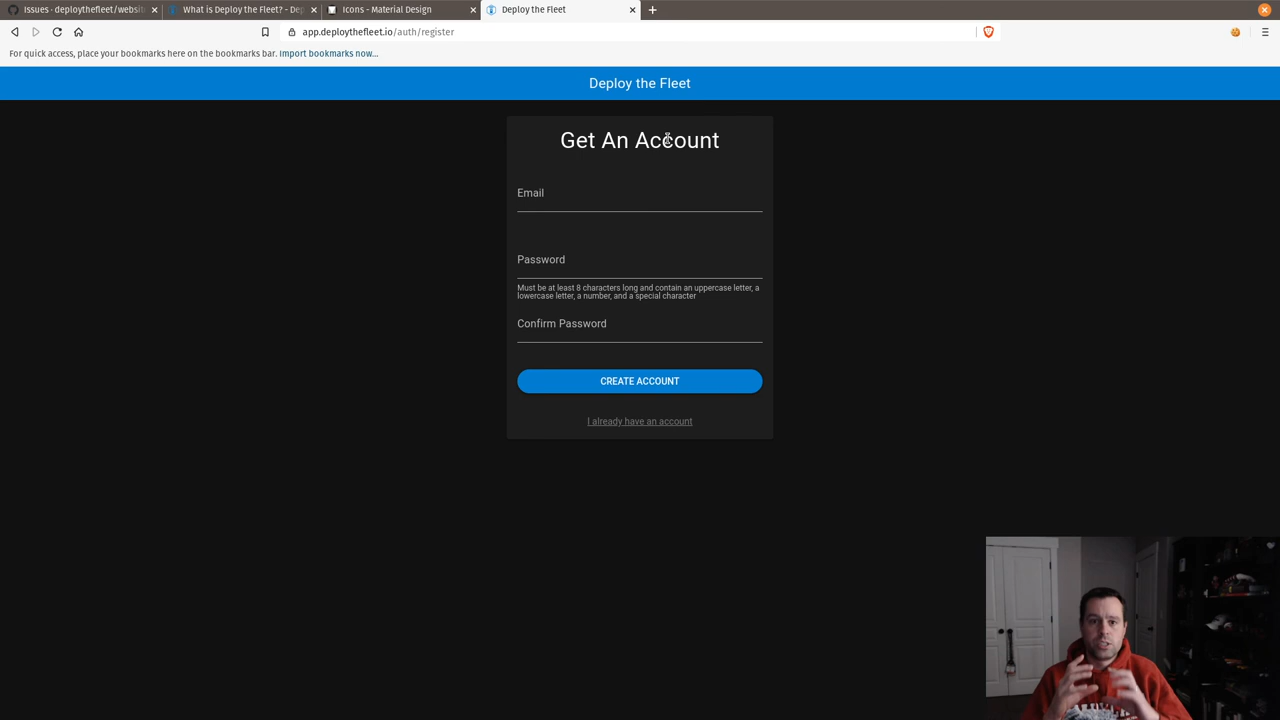 Issues · deploythefleet/websit
What is Deploy the Fleet? - Dep
Icons - Material Design
Deploy the Fleet
app.deploythefleet.io/auth/register
For quick access, place your bookmarks here on the bookmarks bar. Import bookmarks now...
Deploy the Fleet
Get An Account
Email
Password
Must be at least 8 characters long and contain an uppercase letter, a
lowercase letter, a number, and a special character
Confirm Password
CREATE ACCOUNT
I already have an account